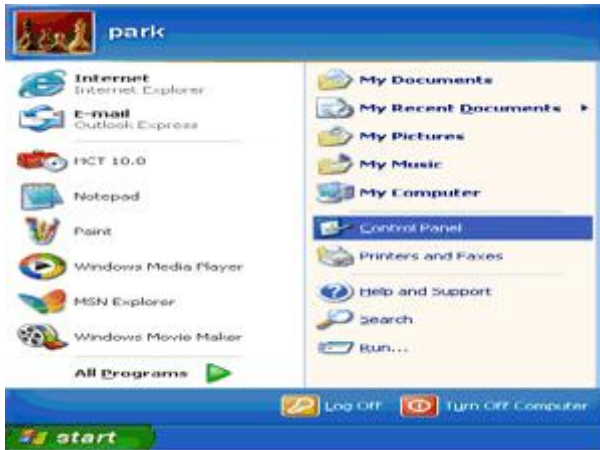 park
Internet
Internet Explorer
E-mail
Outlook Express
HCT 10.0
Notepad
Paint
Windows Media Player
MSN Explorer
Windows Movie Maker
All Programs
My Documents
My Recent Documents
My Pictures
My Music
My Computer
Control Panel
Printers and Faxes
Help and Support
Search
Run...
Log Off
Turn Off Computer
start